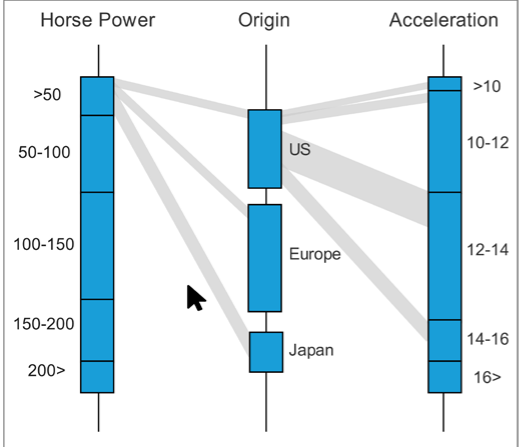 Horse Power
Origin
Acceleration
>50
50-100
100-150
150-200
200>
US
Europe
Japan
>10
10-12
12-14
14-16
16>